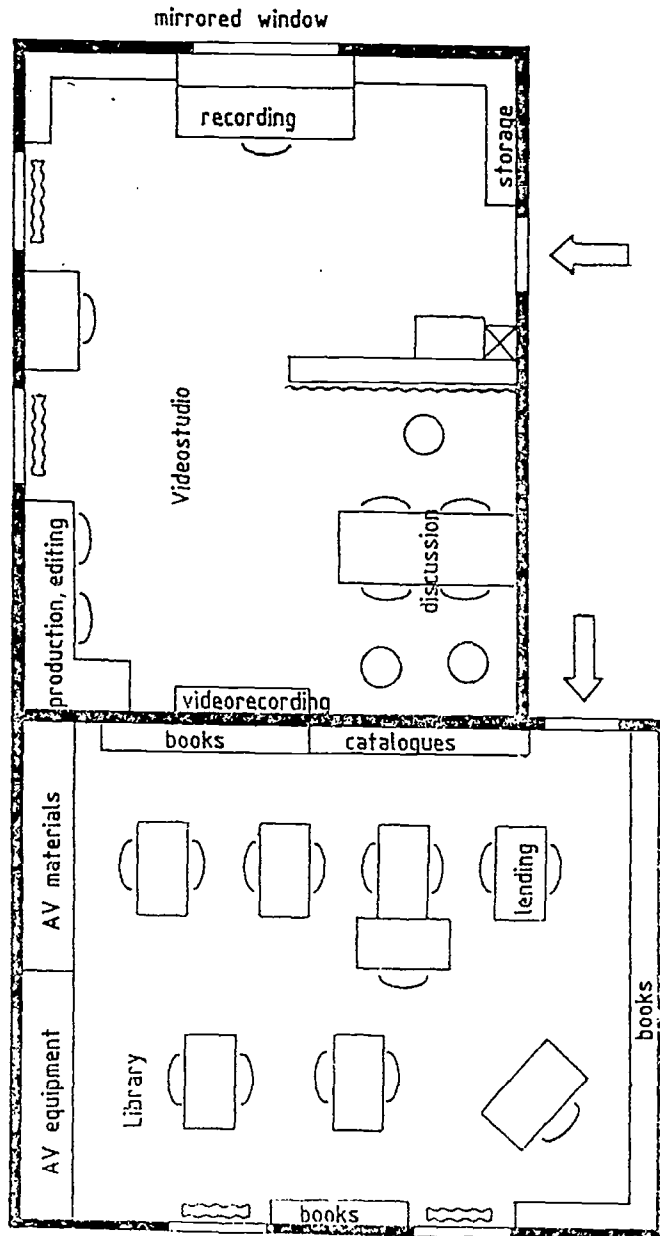 mirrored window
recording
storage
Videostudio
production, editing
discussion
videorecording
books
catalogues
AV materials
lending
books
AV equipment
Library
books